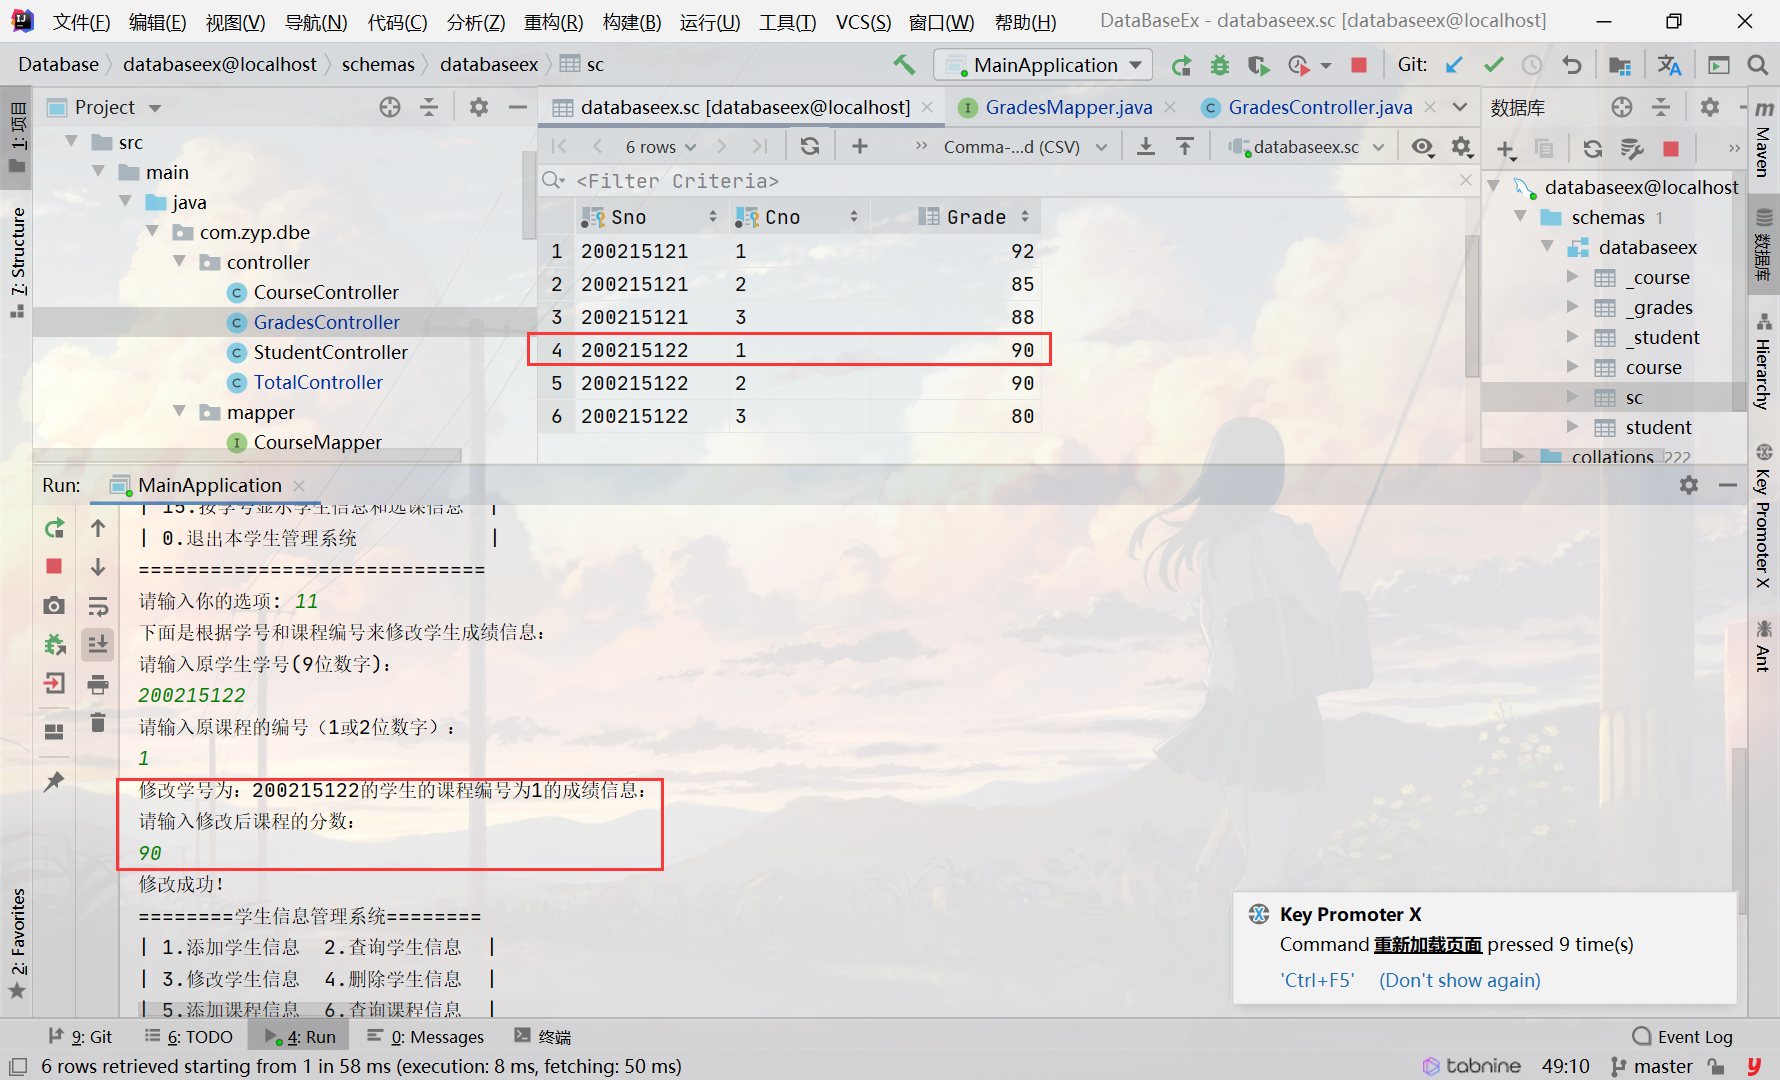 文件(F) 编辑(E) 视图(V) 导航(N) 代码(C) 分析(Z) 重构(R) 构建(B) 运行(U) 工具(T) VCS(S) 窗口(W) 帮助(H) DataBaseEx - databaseex.sc [databaseex@localhost]
Database databaseex@localhost schemas databaseex sc MainApplication Git:
Project databaseex.sc [databaseex@localhost] GradesMapper.java GradesController.java 数据库
6 rows Comma-...d (CSV) databaseex.sc
<Filter Criteria>
1: 项目
7: Structure
2: Favorites
src
main
java
com.zyp.dbe
controller
CourseController
GradesController
StudentController
TotalController
mapper
CourseMapper
Sno Cno Grade
1 200215121 1 92
2 200215121 2 85
3 200215121 3 88
4 200215122 1 90
5 200215122 2 90
6 200215122 3 80
databaseex@localhost
schemas 1
databaseex
_course
_grades
_student
course
sc
student
collations 222
Maven
数据库
Hierarchy
Key Promoter X
Ant
Run: MainApplication
| 15.按学号显示学生信息和选课信息 |
| 0.退出本学生管理系统 |
=============================
请输入你的选项: 11
下面是根据学号和课程编号来修改学生成绩信息:
请输入原学生学号(9位数字):
200215122
请输入原课程的编号（1或2位数字）:
1
修改学号为: 200215122的学生的课程编号为1的成绩信息:
请输入修改后课程的分数:
90
修改成功!
========学生信息管理系统========
| 1.添加学生信息 2.查询学生信息 |
| 3.修改学生信息 4.删除学生信息 |
| 5.添加课程信息 6.查询课程信息 |
Key Promoter X
Command 重新加载页面 pressed 9 time(s)
'Ctrl+F5' (Don't show again)
9: Git 6: TODO 4: Run 0: Messages 终端 Event Log
6 rows retrieved starting from 1 in 58 ms (execution: 8 ms, fetching: 50 ms) tabnine 49:10 master